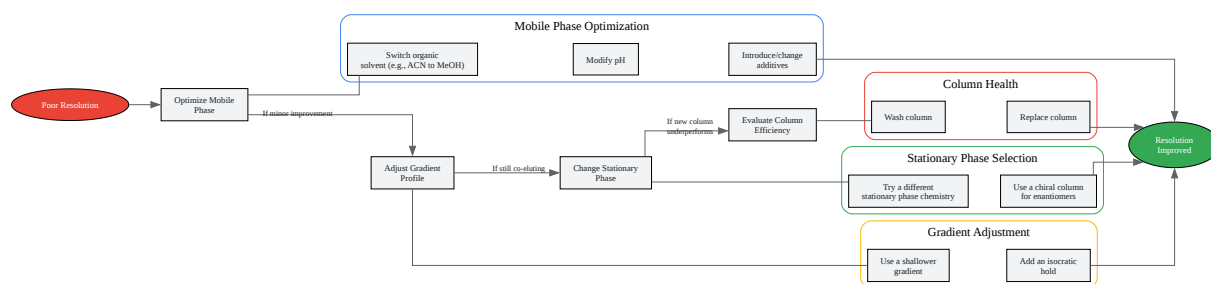 Mobile Phase Optimization
Switch organic
solvent (e.g., ACN to MeOH)
Modify pH
Introduce/change
additives
Column Health
Poor Resolution
Optimize Mobile
Phase
If minor improvement
If new column
underperforms
Evaluate Column
Efficiency
Wash column
Replace column
Resolution
Improved
Adjust Gradient
Profile
If still co-eluting
Change Stationary
Phase
Stationary Phase Selection
Try a different
stationary phase chemistry
Use a chiral column
for enantiomers
Gradient Adjustment
Use a shallower
gradient
Add an isocratic
hold